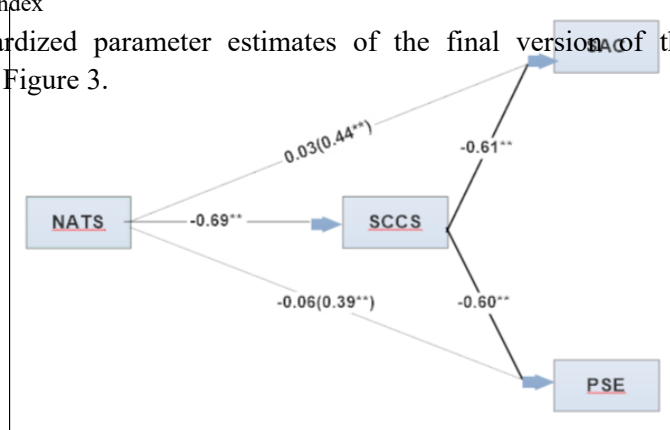 ndex
ardized parameter estimates of the final version of th
Figure 3.
0.03(0.44**)
-0.61**
NATS
-0.69**
SCCS
-0.06(0.39**)
-0.60**
PSE